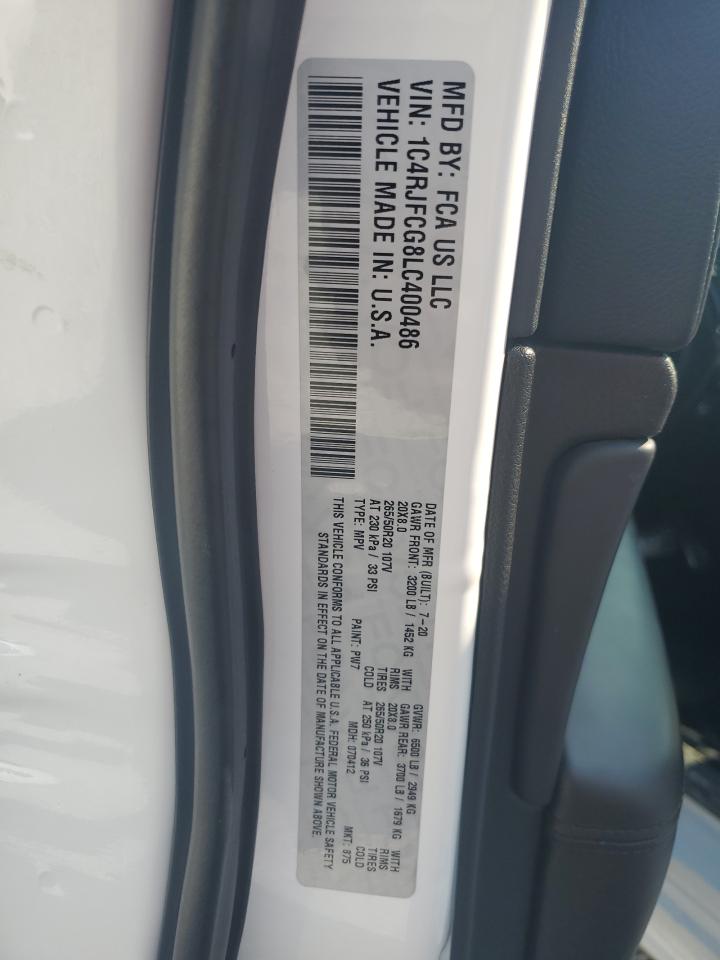 MFD BY: FCA US LLC
VIN: 1C4RJFCG8LC400486
VEHICLE MADE IN: U.S.A.
DATE OF MFR (BUILT): 7-20 GVWR: 6500 LB / 2949 KG
GAWR FRONT: 3200 LB / 1452 KG WITH GAWR REAR: 3700 LB / 1679 KG WITH
20X8.0 RIMS 20X8.0 RIMS
265/50R20 107V TIRES 265/50R20 107V TIRES
AT 230 kPa / 33 PSI COLD AT 250 kPa / 36 PSI COLD
TYPE: MPV PAINT: PW7 MDH: 070412 MKT: 875
THIS VEHICLE CONFORMS TO ALL APPLICABLE U.S.A. FEDERAL MOTOR VEHICLE SAFETY
STANDARDS IN EFFECT ON THE DATE OF MANUFACTURE SHOWN ABOVE.